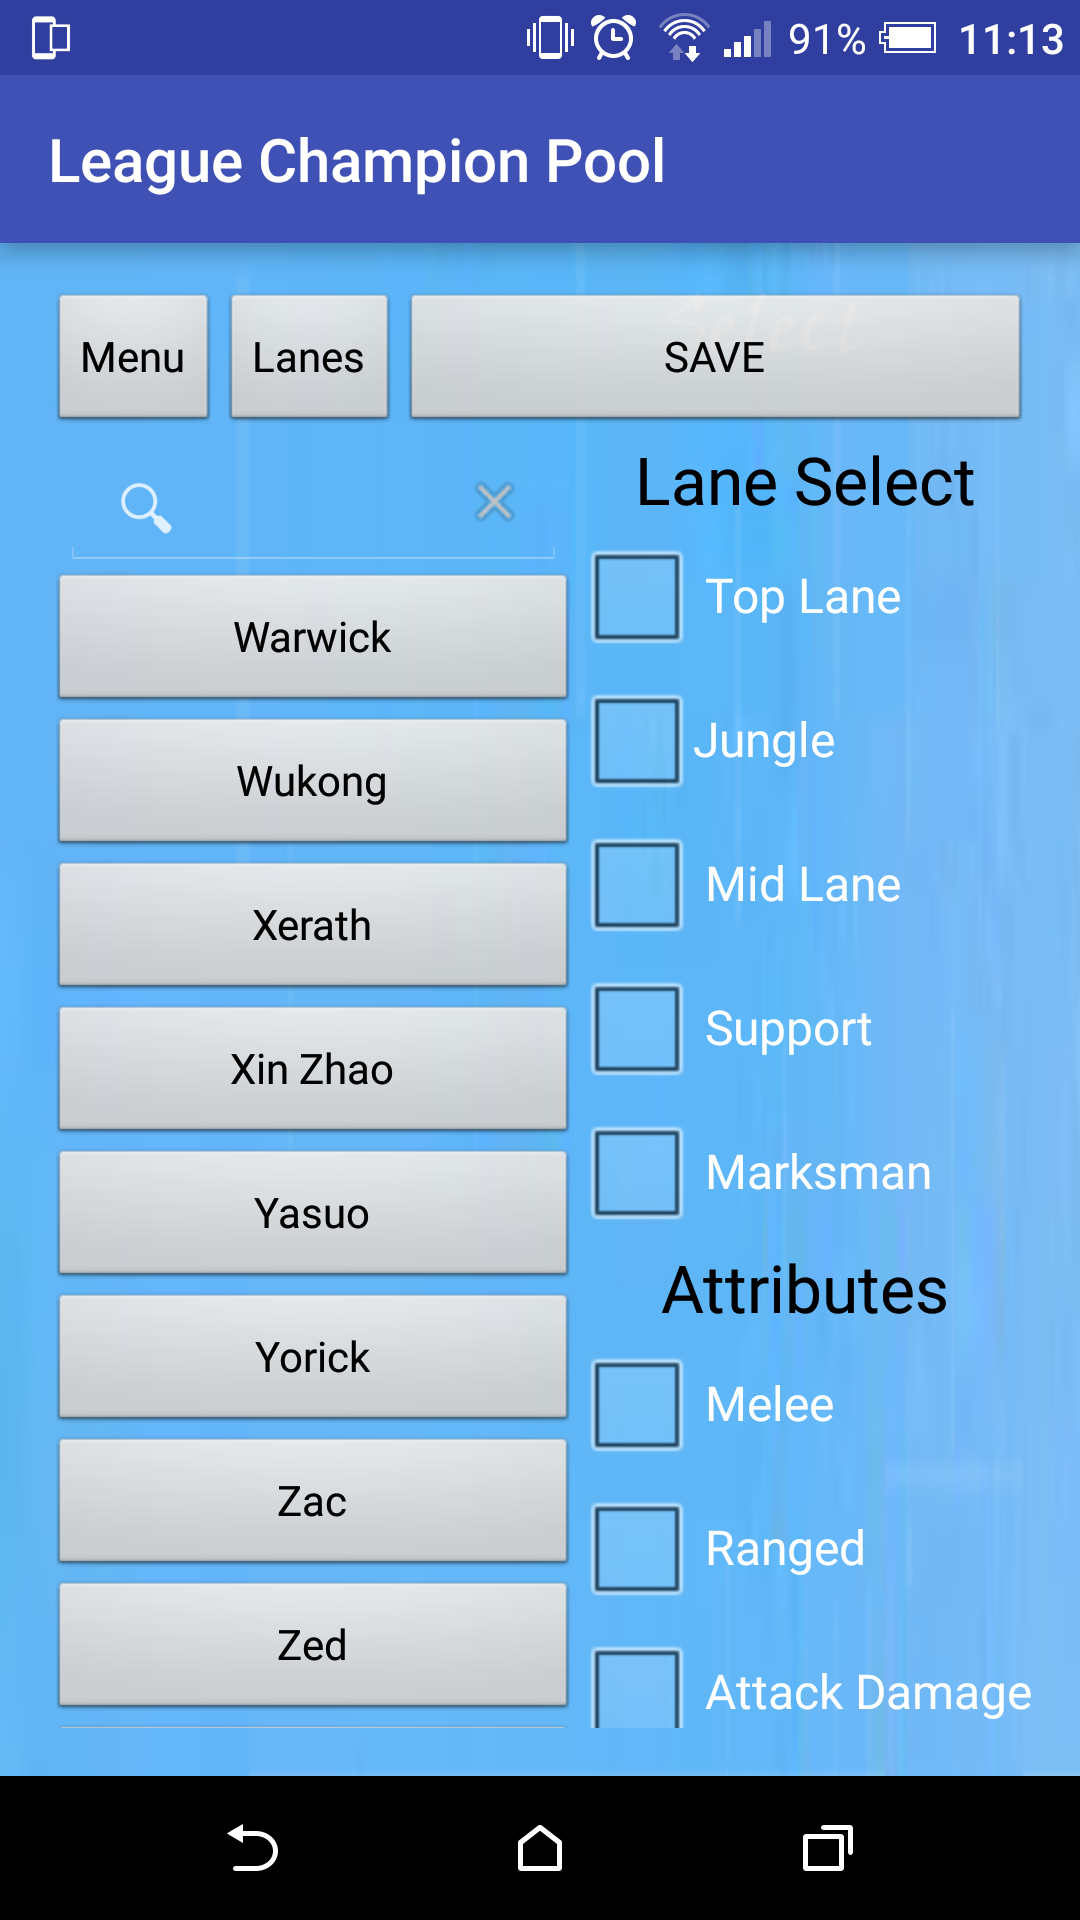 91% 11:13
League Champion Pool
Menu Lanes SAVE
Select
Lane Select
Top Lane
Warwick
Jungle
Wukong
Mid Lane
Xerath
Support
Xin Zhao
Marksman
Yasuo
Attributes
Yorick
Melee
Zac
Ranged
Zed
Attack Damage